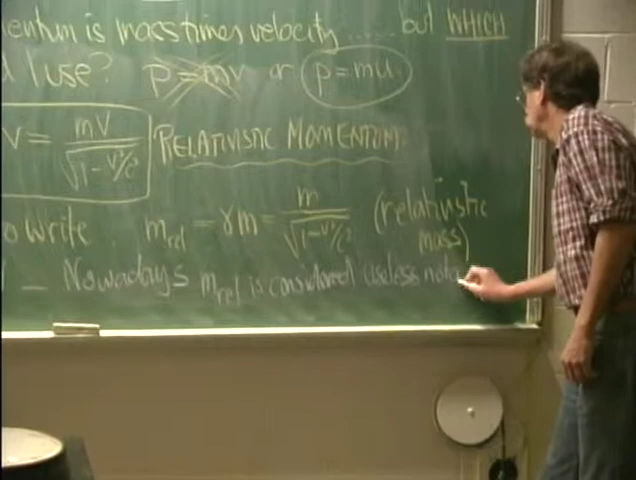 mentum is mass times velocity ..... but WHICH
I use? p=mv or p=mu.
V = mV/√1-V²/c² RELATIVISTIC MOMENTUM
o write m_rel = γm = m/√1-V²/c² (relativistic
mass)
_ Nowadays m_rel is considered useless nota